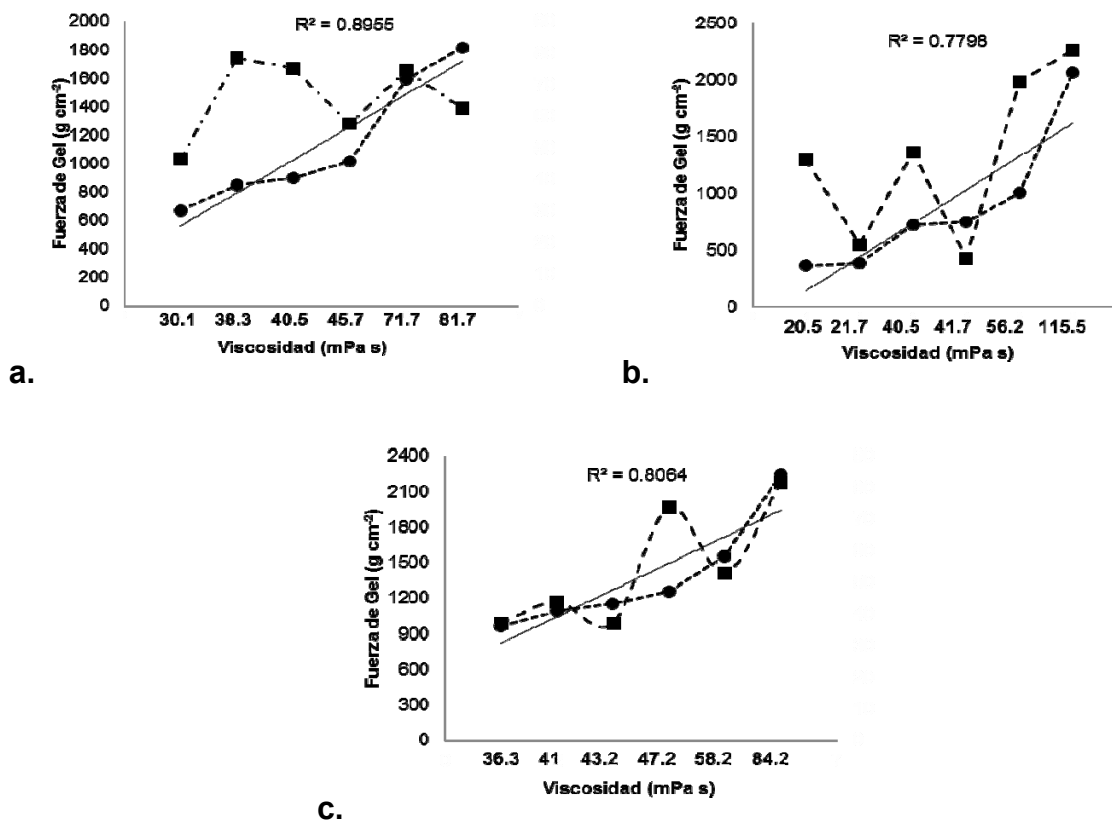 R² = 0.8955
Fuerza de Gel (g cm⁻²)
2000
1800
1600
1400
1200
1000
800
600
400
200
0
30.1 38.3 40.5 45.7 71.7 81.7
Viscosidad (mPa s)
a.
R² = 0.7798
Fuerza de Gel (g cm⁻²)
2500
2000
1500
1000
500
0
20.5 21.7 40.5 41.7 56.2 115.5
Viscosidad (mPa s)
b.
R² = 0.8064
Fuerza de Gel (g cm⁻²)
2400
2100
1800
1500
1200
900
600
300
0
36.3 41 43.2 47.2 58.2 84.2
Viscosidad (mPa s)
c.